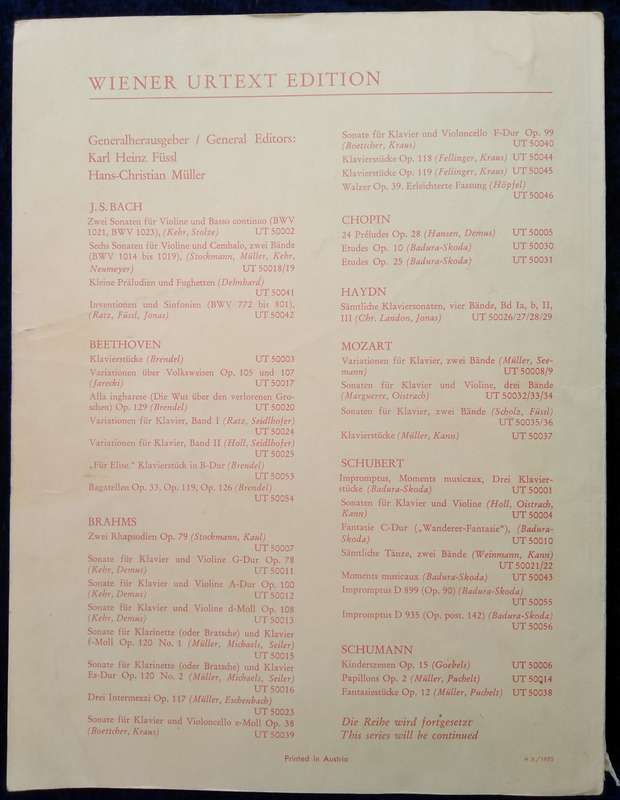 WIENER URTEXT EDITION
Generalherausgeber / General Editors:
Karl Heinz Füssl
Hans-Christian Müller
J. S. BACH
Zwei Sonaten für Violine und Basso continuo (BWV
1021, BWV 1023), (Kehr, Stolze) UT 50002
Sechs Sonaten für Violine und Cembalo, zwei Bände
(BWV 1014 bis 1019), (Stockmann, Müller, Kehr,
Neumeyer) UT 50018/19
Kleine Präludien und Fughetten (Dehnhard)
UT 50041
Inventionen und Sinfonien (BWV 772 bis 801),
(Ratz, Füssl, Jonas) UT 50042
BEETHOVEN
Klavierstücke (Brendel) UT 50003
Variationen über Volksweisen Op. 105 und 107
(Jarecki) UT 50017
Alla ingharese (Die Wut über den verlorenen Gro-
schen) Op. 129 (Brendel) UT 50020
Variationen für Klavier, Band I (Ratz, Seidlhofer)
UT 50024
Variationen für Klavier, Band II (Holl, Seidlhofer)
UT 50025
„Für Elise.“ Klavierstück in B-Dur (Brendel)
UT 50053
Bagatellen Op. 33, Op. 119, Op. 126 (Brendel)
UT 50054
BRAHMS
Zwei Rhapsodien Op. 79 (Stockmann, Kaul)
UT 50007
Sonate für Klavier und Violine G-Dur Op. 78
(Kehr, Demus) UT 50011
Sonate für Klavier und Violine A-Dur Op. 100
(Kehr, Demus) UT 50012
Sonate für Klavier und Violine d-Moll Op. 108
(Kehr, Demus) UT 50013
Sonate für Klarinette (oder Bratsche) und Klavier
f-Moll Op. 120 No. 1 (Müller, Michaels, Seiler)
UT 50015
Sonate für Klarinette (oder Bratsche) und Klavier
Es-Dur Op. 120 No. 2 (Müller, Michaels, Seiler)
UT 50016
Drei Intermezzi Op. 117 (Müller, Eschenbach)
UT 50023
Sonate für Klavier und Violoncello e-Moll Op. 38
(Boettcher, Kraus) UT 50039
Sonate für Klavier und Violoncello F-Dur Op. 99
(Boettcher, Kraus) UT 50040
Klavierstücke Op. 118 (Fellinger, Kraus) UT 50044
Klavierstücke Op. 119 (Fellinger, Kraus) UT 50045
Walzer Op. 39. Erleichterte Fassung (Höpfel)
UT 50046
CHOPIN
24 Préludes Op. 28 (Hansen, Demus) UT 50005
Etudes Op. 10 (Badura-Skoda) UT 50030
Etudes Op. 25 (Badura-Skoda) UT 50031
HAYDN
Sämtliche Klaviersonaten, vier Bände, Bd Ia, b, II,
III (Chr. Landon, Jonas) UT 50026/27/28/29
MOZART
Variationen für Klavier, zwei Bände (Müller, See-
mann) UT 50008/9
Sonaten für Klavier und Violine, drei Bände
(Marguerre, Oistrach) UT 50032/33/34
Sonaten für Klavier, zwei Bände (Scholz, Füssl)
UT 50035/36
Klavierstücke (Müller, Kann) UT 50037
SCHUBERT
Impromptus, Moments musicaux, Drei Klavier-
stücke (Badura-Skoda) UT 50001
Sonaten für Klavier und Violine (Holl, Oistrach,
Kann) UT 50004
Fantasie C-Dur („Wanderer-Fantasie“), (Badura-
Skoda) UT 50010
Sämtliche Tänze, zwei Bände (Weinmann, Kann)
UT 50021/22
Moments musicaux (Badura-Skoda) UT 50043
Impromptus D 899 (Op. 90) (Badura-Skoda)
UT 50055
Impromptus D 935 (Op. post. 142) (Badura-Skoda)
UT 50056
SCHUMANN
Kinderszenen Op. 15 (Goebels) UT 50006
Papillons Op. 2 (Müller, Puchelt) UT 50014
Fantasiestücke Op. 12 (Müller, Puchelt) UT 50038
Die Reihe wird fortgesetzt
This series will be continued
Printed in Austria